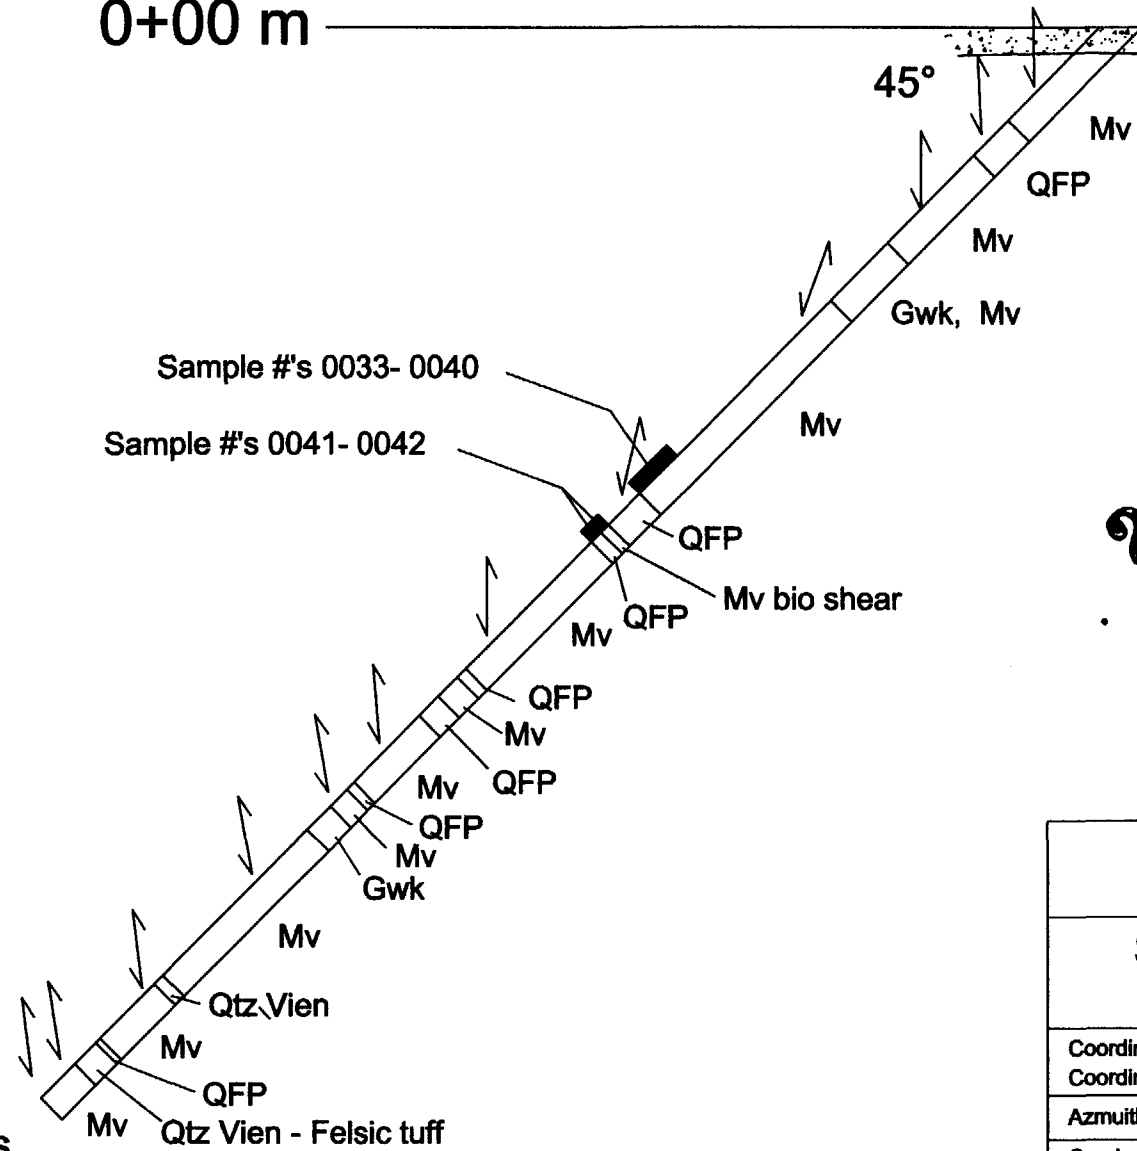 0+00 m
45°
Mv
QFP
Mv
Gwk, Mv
Sample #'s 0033- 0040
Mv
Sample #'s 0041- 0042
QFP
Mv bio shear
QFP
Mv
QFP
Mv
QFP
Mv
QFP
Mv
Gwk
Mv
Qtz Vien
Mv
QFP
Mv
Qtz Vien - Felsic tuff